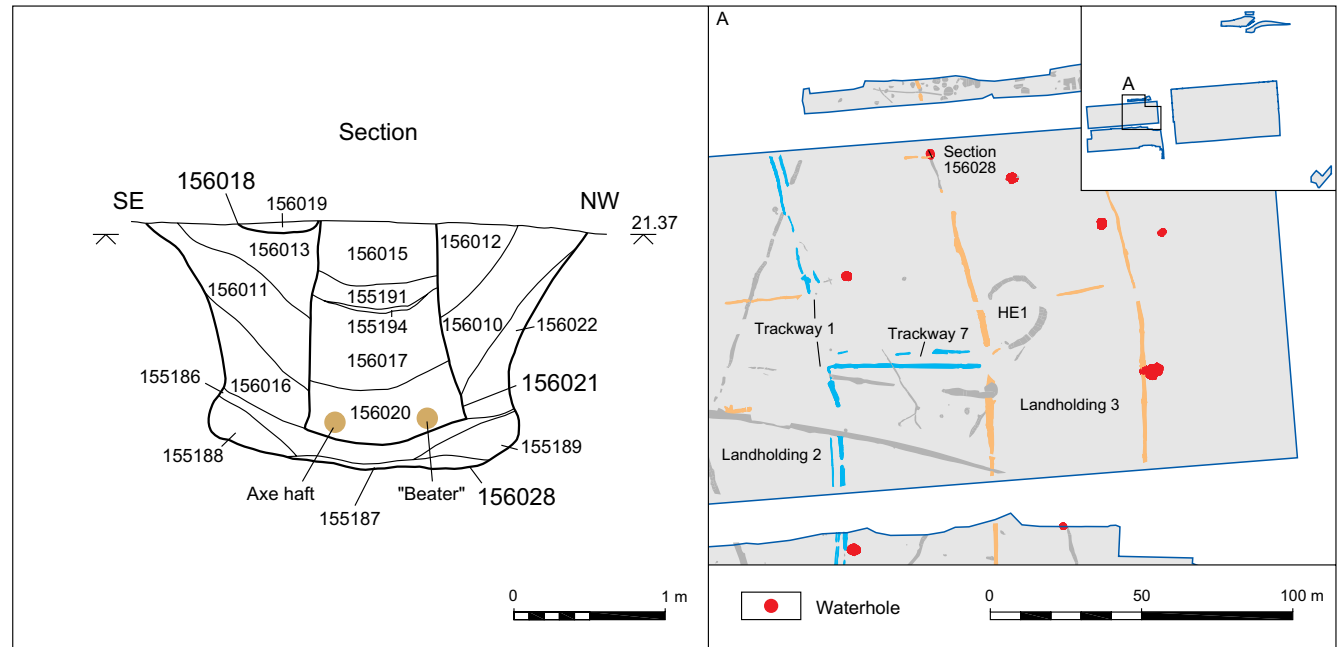 Section
156018
SE
156019
NW
21.37
156013
156015
156012
156011
155191
155194
156010
156022
156017
155186
156016
156021
156020
155188
155189
Axe haft
"Beater"
156028
155187
0
1 m
A
A
Section
156028
HE1
Trackway 1
Trackway 7
Landholding 3
Landholding 2
Waterhole
0
50
100 m